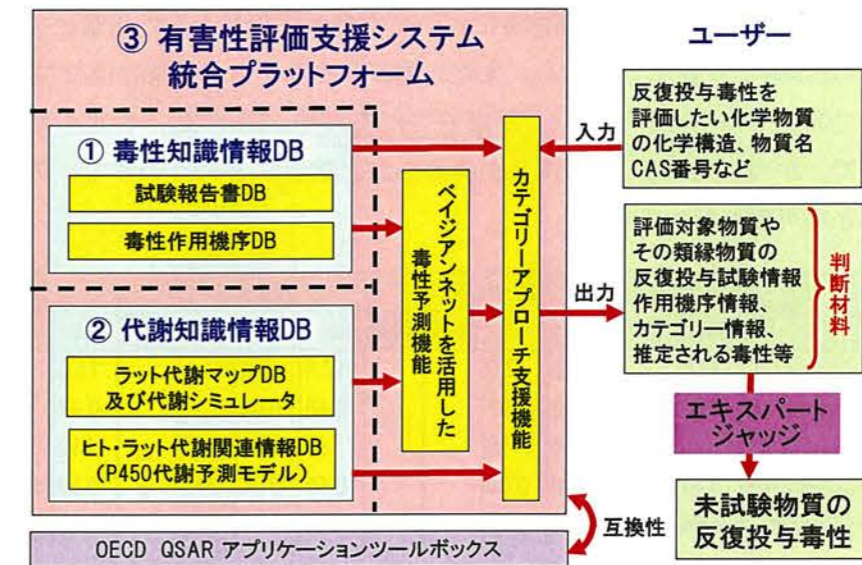 ③ 有害性評価支援システム
統合プラットフォーム
① 毒性知識情報DB
試験報告書DB
毒性作用機序DB
② 代謝知識情報DB
ラット代謝マップDB
及び代謝シミュレータ
ヒト・ラット代謝関連情報DB
(P450代謝予測モデル)
ベイジアンネットを活用した
毒性予測機能
カテゴリーアプローチ支援機能
OECD QSAR アプリケーションツールボックス
互換性
ユーザー
入力
反復投与毒性を
評価したい化学物質
の化学構造、物質名
CAS番号など
出力
評価対象物質や
その類縁物質の
反復投与試験情報
作用機序情報、
カテゴリー情報、
推定される毒性等
判断材料
エキスパート
ジャッジ
未試験物質の
反復投与毒性